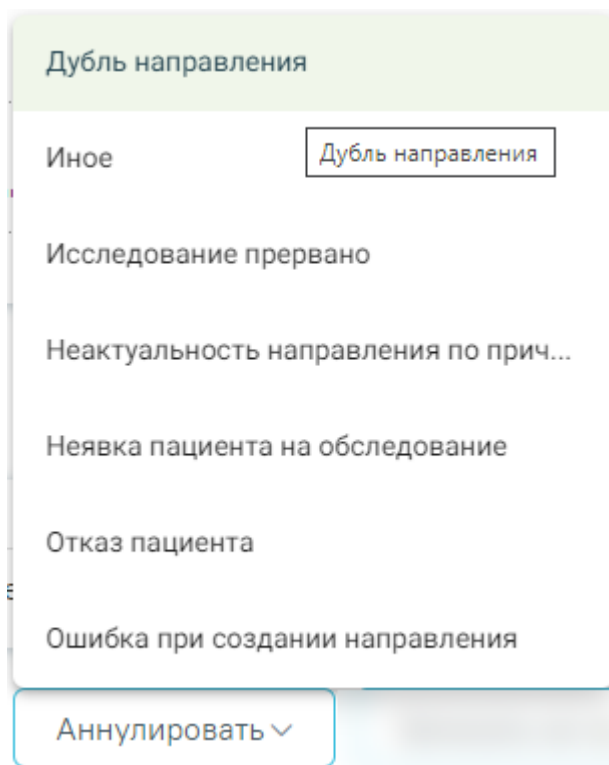 Дубль направления
Иное
Дубль направления
Исследование прервано
Неактуальность направления по прич...
Неявка пациента на обследование
Отказ пациента
Ошибка при создании направления
Аннулировать